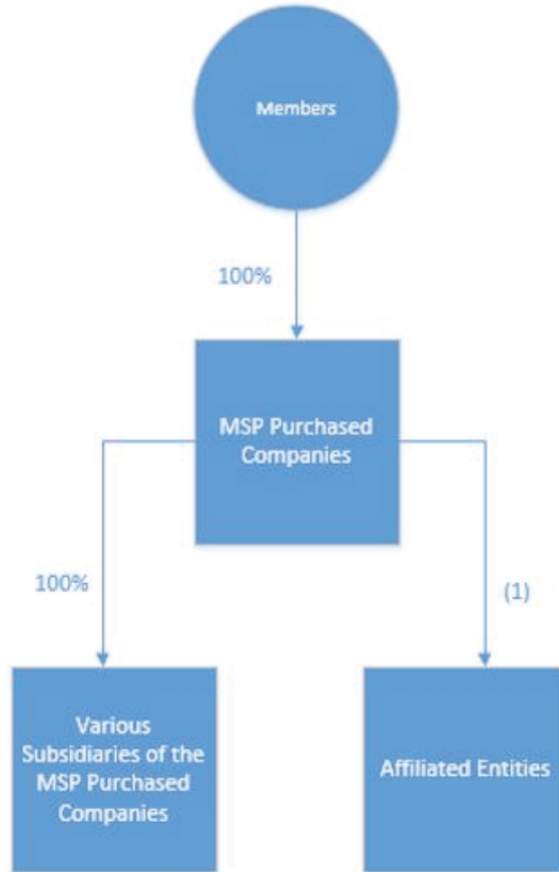 Members
100%
MSP Purchased
Companies
100%
(1)
Various
Subsidiaries of the
MSP Purchased
Companies
Affiliated Entities